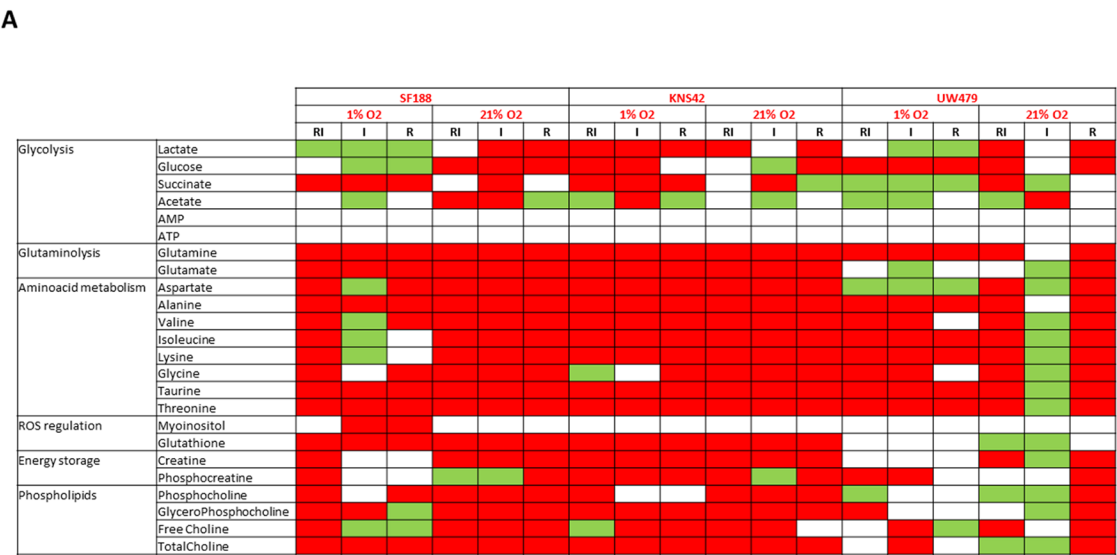 A
SF188 KNS42 UW479
1% O2 21% O2 1% O2 21% O2 1% O2 21% O2
RI I R RI I R RI I R RI I R RI I R RI I R
Glycolysis Lactate
Glucose
Succinate
Acetate
AMP
ATP
Glutaminolysis Glutamine
Glutamate
Aminoacid metabolism Aspartate
Alanine
Valine
Isoleucine
Lysine
Glycine
Taurine
Threonine
ROS regulation Myoinositol
Glutathione
Energy storage Creatine
Phosphocreatine
Phospholipids Phosphocholine
GlyceroPhosphocholine
Free Choline
TotalCholine